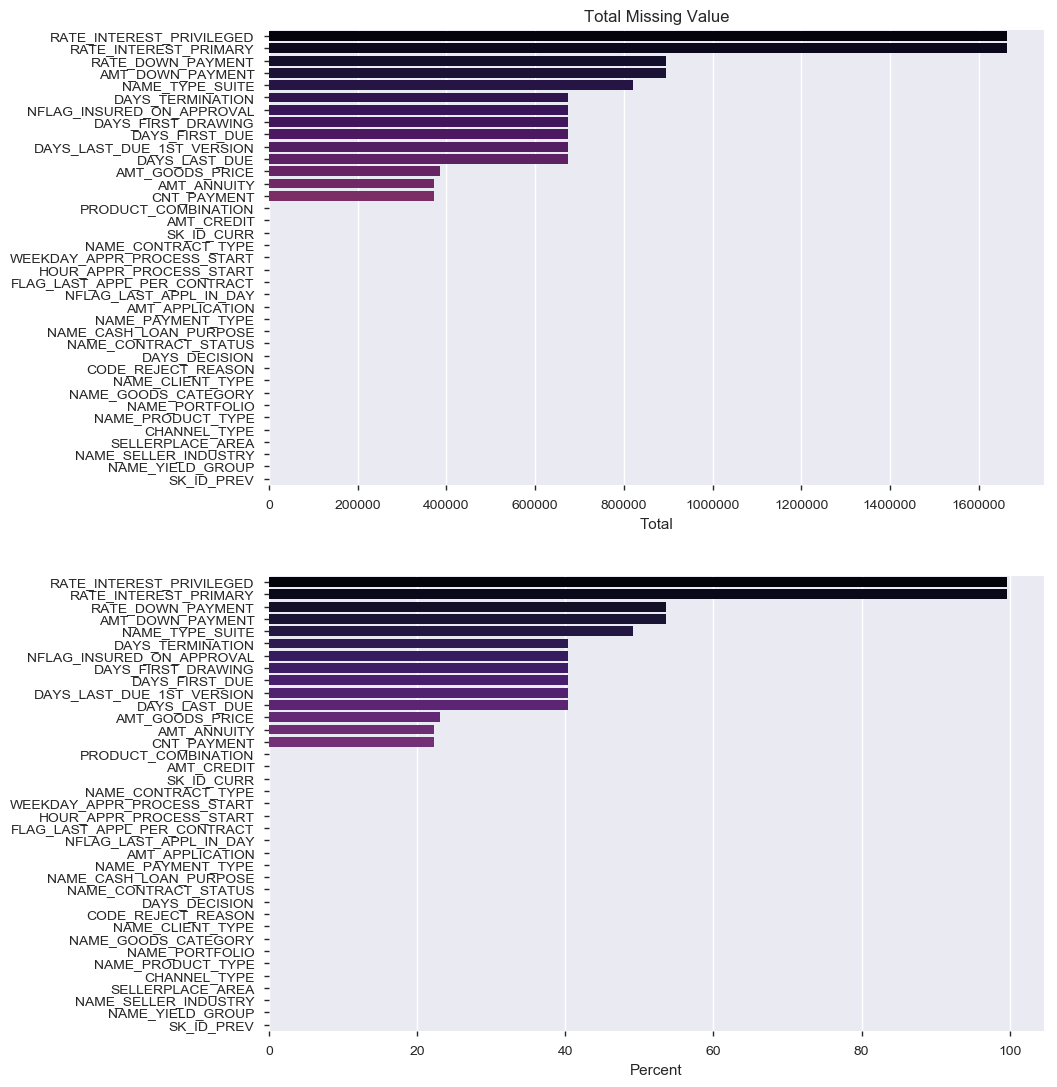 Total Missing Value
RATE_INTEREST_PRIVILEGED
RATE_INTEREST_PRIMARY
RATE_DOWN_PAYMENT
AMT_DOWN_PAYMENT
NAME_TYPE_SUITE
DAYS_TERMINATION
NFLAG_INSURED_ON_APPROVAL
DAYS_FIRST_DRAWING
DAYS_FIRST_DUE
DAYS_LAST_DUE_1ST_VERSION
DAYS_LAST_DUE
AMT_GOODS_PRICE
AMT_ANNUITY
CNT_PAYMENT
PRODUCT_COMBINATION
AMT_CREDIT
SK_ID_CURR
NAME_CONTRACT_TYPE
WEEKDAY_APPR_PROCESS_START
HOUR_APPR_PROCESS_START
FLAG_LAST_APPL_PER_CONTRACT
NFLAG_LAST_APPL_IN_DAY
AMT_APPLICATION
NAME_PAYMENT_TYPE
NAME_CASH_LOAN_PURPOSE
NAME_CONTRACT_STATUS
DAYS_DECISION
CODE_REJECT_REASON
NAME_CLIENT_TYPE
NAME_GOODS_CATEGORY
NAME_PORTFOLIO
NAME_PRODUCT_TYPE
CHANNEL_TYPE
SELLERPLACE_AREA
NAME_SELLER_INDUSTRY
NAME_YIELD_GROUP
SK_ID_PREV
0 200000 400000 600000 800000 1000000 1200000 1400000 1600000
Total
RATE_INTEREST_PRIVILEGED
RATE_INTEREST_PRIMARY
RATE_DOWN_PAYMENT
AMT_DOWN_PAYMENT
NAME_TYPE_SUITE
DAYS_TERMINATION
NFLAG_INSURED_ON_APPROVAL
DAYS_FIRST_DRAWING
DAYS_FIRST_DUE
DAYS_LAST_DUE_1ST_VERSION
DAYS_LAST_DUE
AMT_GOODS_PRICE
AMT_ANNUITY
CNT_PAYMENT
PRODUCT_COMBINATION
AMT_CREDIT
SK_ID_CURR
NAME_CONTRACT_TYPE
WEEKDAY_APPR_PROCESS_START
HOUR_APPR_PROCESS_START
FLAG_LAST_APPL_PER_CONTRACT
NFLAG_LAST_APPL_IN_DAY
AMT_APPLICATION
NAME_PAYMENT_TYPE
NAME_CASH_LOAN_PURPOSE
NAME_CONTRACT_STATUS
DAYS_DECISION
CODE_REJECT_REASON
NAME_CLIENT_TYPE
NAME_GOODS_CATEGORY
NAME_PORTFOLIO
NAME_PRODUCT_TYPE
CHANNEL_TYPE
SELLERPLACE_AREA
NAME_SELLER_INDUSTRY
NAME_YIELD_GROUP
SK_ID_PREV
0 20 40 60 80 100
Percent